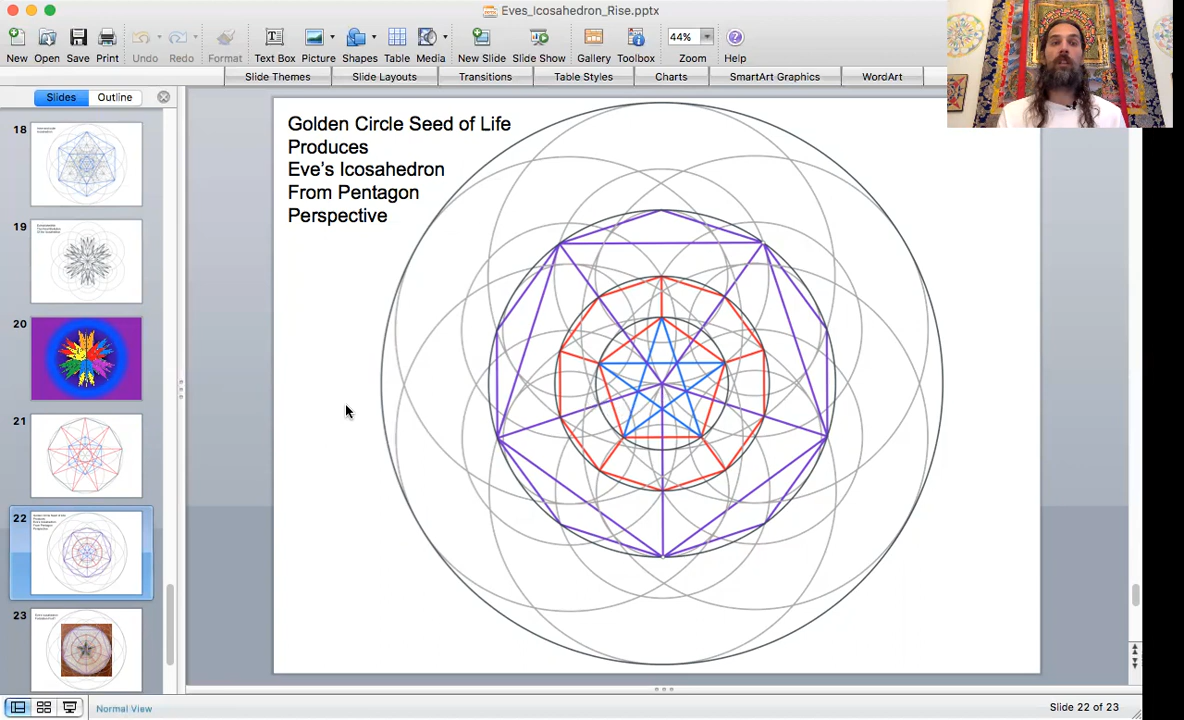 Eves_Icosahedron_Rise.pptx
New Open Save Print Undo Redo Format Text Box Picture Shapes Table Media New Slide Slide Show Gallery Toolbox Zoom Help
44%
Slide Themes Slide Layouts Transitions Table Styles Charts SmartArt Graphics WordArt
Slides Outline
18
19
20
21
22
23
Golden Circle Seed of Life
Produces
Eve's Icosahedron
From Pentagon
Perspective
Normal View
Slide 22 of 23